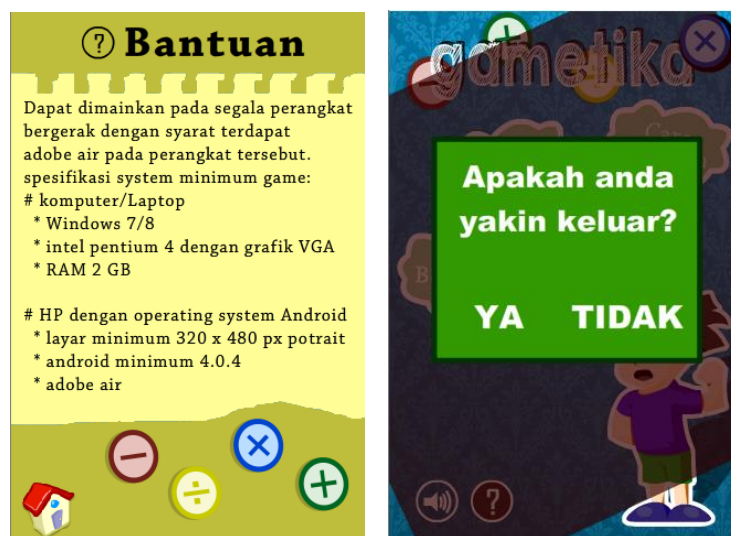 ? Bantuan
Dapat dimainkan pada segala perangkat
bergerak dengan syarat terdapat
adobe air pada perangkat tersebut.
spesifikasi system minimum game:
# komputer/Laptop
* Windows 7/8
* intel pentium 4 dengan grafik VGA
* RAM 2 GB
# HP dengan operating system Android
* layar minimum 320 x 480 px potrait
* android minimum 4.0.4
* adobe air
− ÷ × +
gametika
Apakah anda
yakin keluar?
YA TIDAK
?